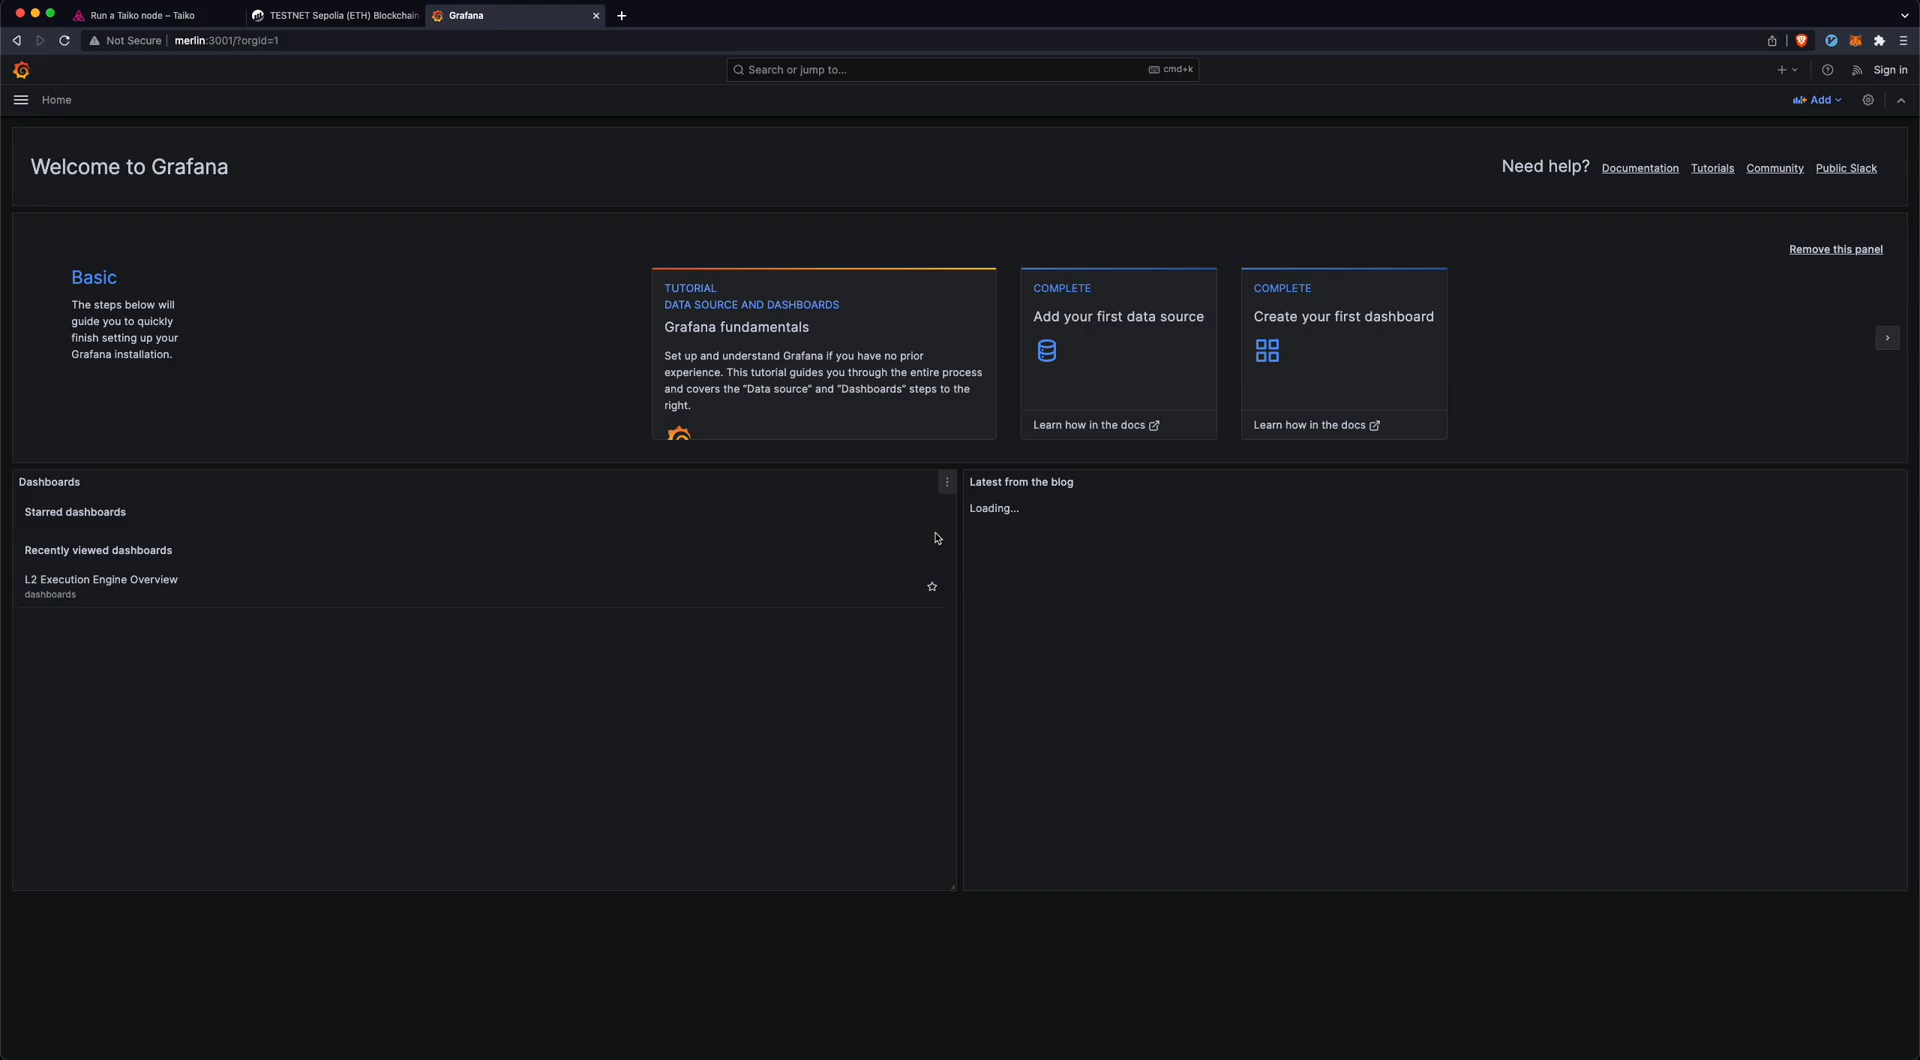 Run a Taiko node – Taiko
TESTNET Sepolia (ETH) Blockchain
Grafana
Not Secure
merlin:3001/?orgId=1
Search or jump to...
cmd+k
Sign in
Home
Add
Welcome to Grafana
Need help?
Documentation
Tutorials
Community
Public Slack
Remove this panel
Basic
The steps below will
guide you to quickly
finish setting up your
Grafana installation.
TUTORIAL
DATA SOURCE AND DASHBOARDS
Grafana fundamentals
Set up and understand Grafana if you have no prior
experience. This tutorial guides you through the entire process
and covers the “Data source” and “Dashboards” steps to the
right.
COMPLETE
Add your first data source
Learn how in the docs
COMPLETE
Create your first dashboard
Learn how in the docs
Dashboards
Starred dashboards
Recently viewed dashboards
L2 Execution Engine Overview
dashboards
Latest from the blog
Loading...